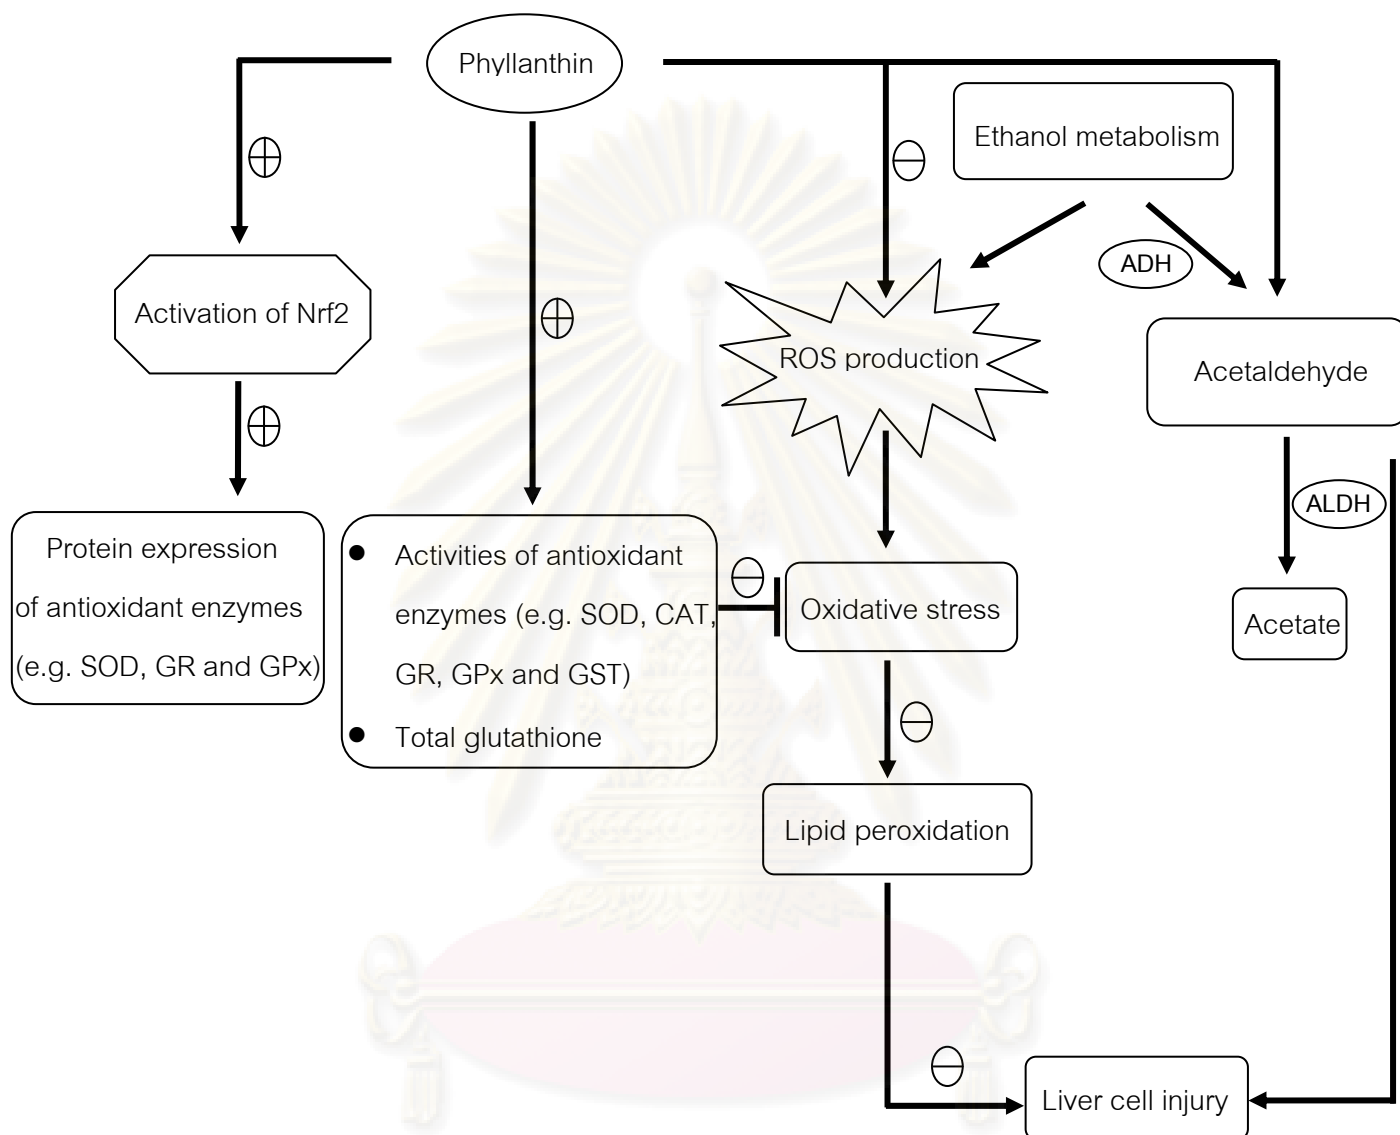 Phyllanthin
Ethanol metabolism
ADH
Activation of Nrf2
ROS production
Acetaldehyde
ALDH
Protein expression
of antioxidant enzymes
(e.g. SOD, GR and GPx)
● Activities of antioxidant
enzymes (e.g. SOD, CAT,
GR, GPx and GST)
● Total glutathione
Oxidative stress
Acetate
Lipid peroxidation
Liver cell injury